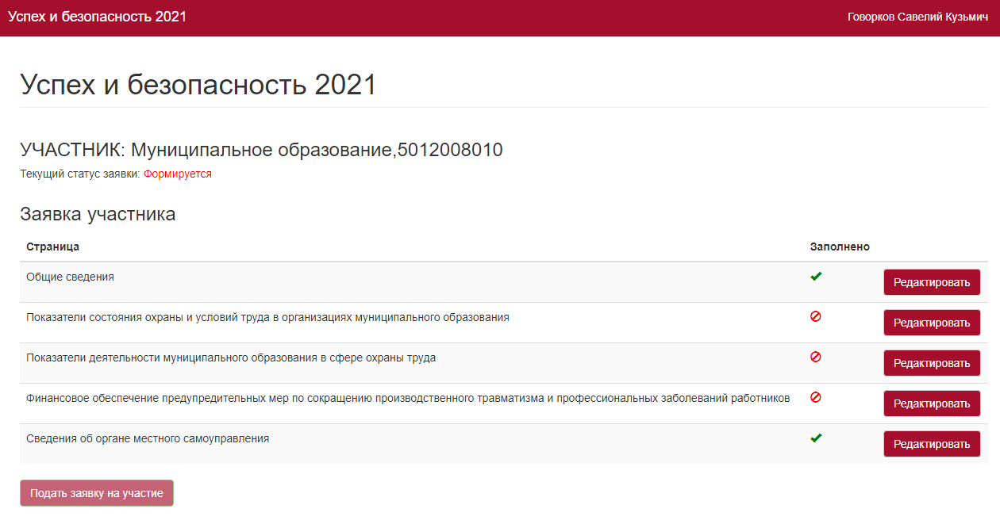 Успех и безопасность 2021
Говорков Савелий Кузьмич
Успех и безопасность 2021
УЧАСТНИК: Муниципальное образование,5012008010
Текущий статус заявки: Формируется
Заявка участника
Страница Заполнено
Общие сведения Редактировать
Показатели состояния охраны и условий труда в организациях муниципального образования Редактировать
Показатели деятельности муниципального образования в сфере охраны труда Редактировать
Финансовое обеспечение предупредительных мер по сокращению производственного травматизма и профессиональных заболеваний работников Редактировать
Сведения об органе местного самоуправления Редактировать
Подать заявку на участие